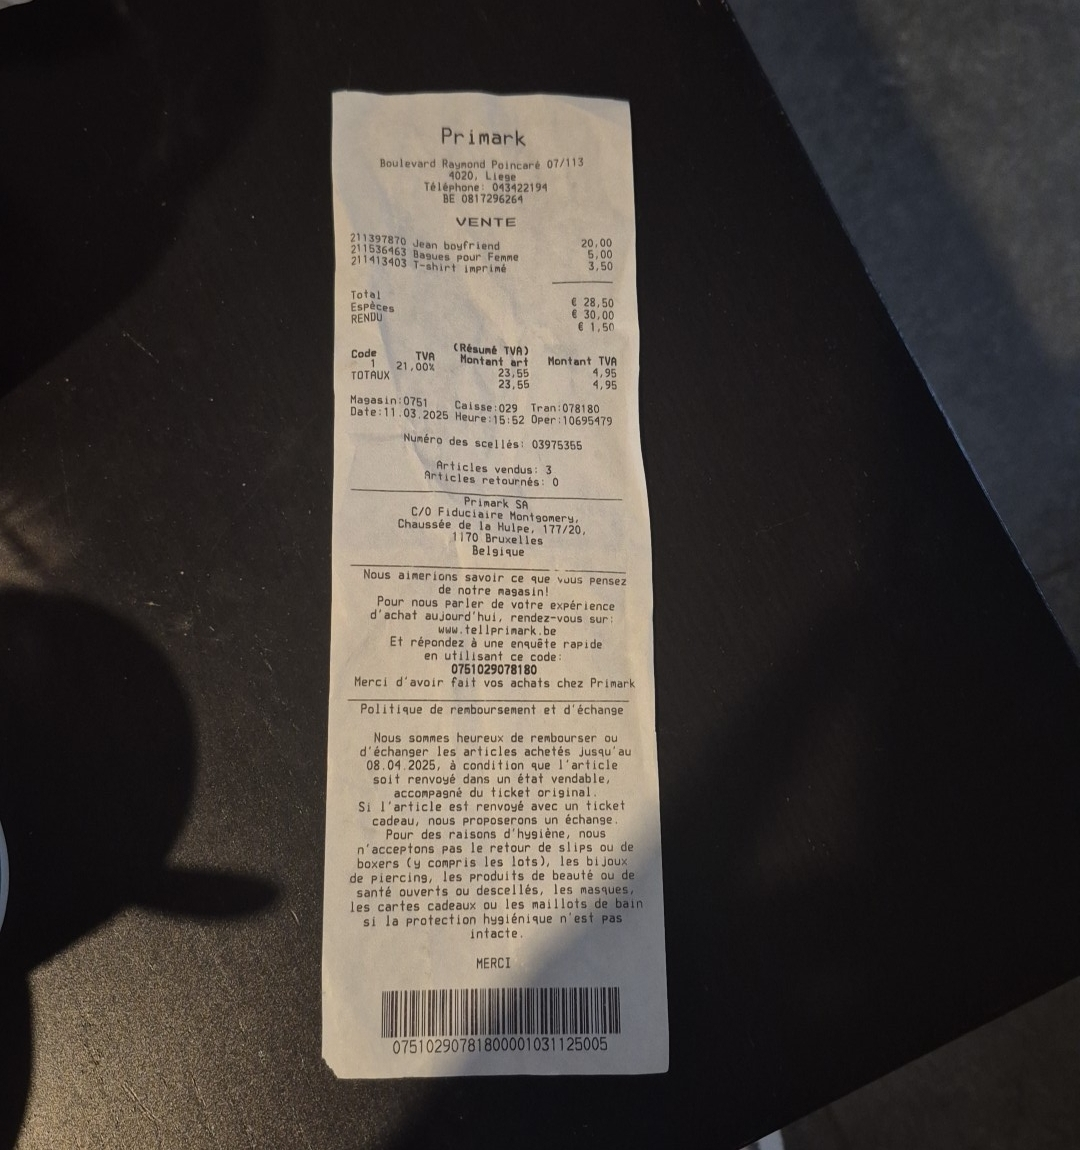 Primark
Boulevard Raymond Poincaré 07/113
4020, Liege
Téléphone: 043422194
BE 0817296264
VENTE
211397870 Jean boyfriend 20,00
211536463 Bagues pour Femme 5,00
211413403 T-shirt imprimé 3,50
Total € 28,50
Espèces € 30,00
RENDU € 1,50
(Résumé TVA)
Code TVA Montant art Montant TVA
1 21,00% 23,55 4,95
TOTAUX 23,55 4,95
Magasin:0751 Caisse:029 Tran:078180
Date:11.03.2025 Heure:15:52 Oper:10695479
Numéro des scellés: 03975355
Articles vendus: 3
Articles retournés: 0
Primark SA
C/O Fiduciaire Montgomery,
Chaussée de la Hulpe, 177/20,
1170 Bruxelles
Belgique
Nous aimerions savoir ce que vous pensez
de notre magasin!
Pour nous parler de votre expérience
d'achat aujourd'hui, rendez-vous sur:
www.tellprimark.be
Et répondez à une enquête rapide
en utilisant ce code:
0751029078180
Merci d'avoir fait vos achats chez Primark
Politique de remboursement et d'échange
Nous sommes heureux de rembourser ou
d'échanger les articles achetés jusqu'au
08.04.2025, à condition que l'article
soit renvoyé dans un état vendable,
accompagné du ticket original.
Si l'article est renvoyé avec un ticket
cadeau, nous proposerons un échange.
Pour des raisons d'hygiène, nous
n'acceptons pas le retour de slips ou de
boxers (y compris les lots), les bijoux
de piercing, les produits de beauté ou de
santé ouverts ou descellés, les masques,
les cartes cadeaux ou les maillots de bain
si la protection hygiénique n'est pas
intacte.
MERCI
07510290781800001031125005